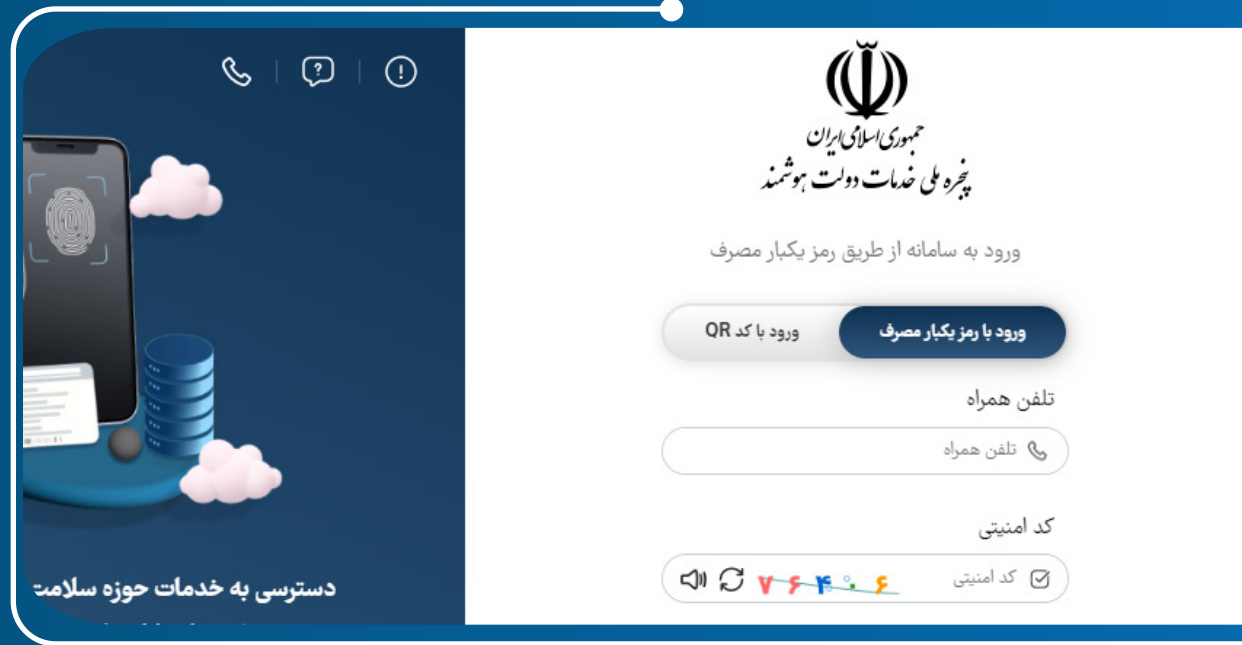 جمهوری اسلامی ایران
پنجره ملی خدمات دولت هوشمند
ورود به سامانه از طریق رمز یکبار مصرف
ورود با رمز یکبار مصرف
ورود با کد QR
تلفن همراه
تلفن همراه
کد امنیتی
کد امنیتی
۷۶۴۰۶
دسترسی به خدمات حوزه سلامت